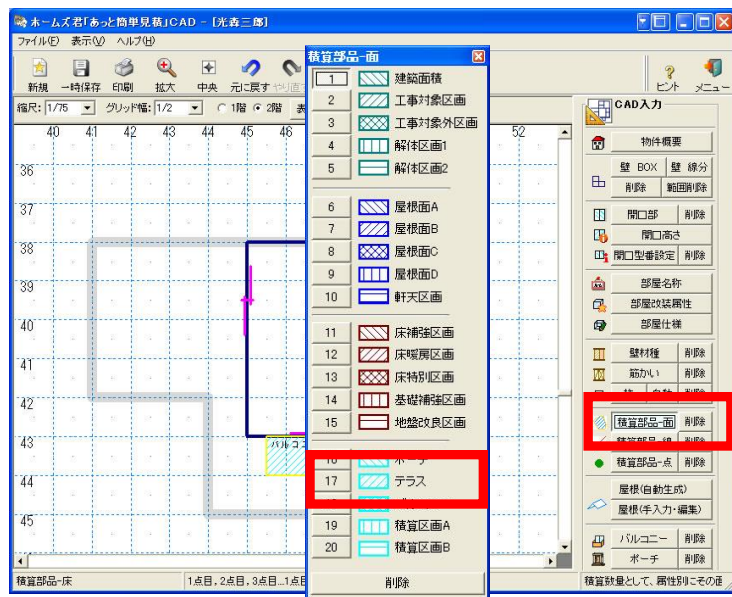 ホームズ君「あっと簡単見積」CAD - [光森三郎]
ファイル(F) 表示(V) ヘルプ(H)
新規 一時保存 印刷 拡大 中央 元に戻す やり直す ヒント メニュー
縮尺: 1/75 グリッド幅: 1/2 1階 2階
40 41 42 43 44 45 46 52
36
37
38
39
40
41
42
43
44
45
バルコ
積算部品-面
1 建築面積
2 工事対象区画
3 工事対象外区画
4 解体区画1
5 解体区画2
6 屋根面A
7 屋根面B
8 屋根面C
9 屋根面D
10 軒天区画
11 床補強区画
12 床暖房区画
13 床特別区画
14 基礎補強区画
15 地盤改良区画
16 ポーチ
17 テラス
19 積算区画A
20 積算区画B
削除
CAD入力
物件概要
壁 BOX 壁 線分
削除 範囲削除
開口部 削除
開口高さ
開口型番設定 削除
部屋名称
部屋改装属性
部屋仕様
壁材種 削除
筋かい 削除
積算部品-面 削除
積算部品-線 削除
積算部品-点 削除
屋根(自動生成)
屋根(手入力・編集)
バルコニー 削除
ポーチ 削除
積算部品-床 1点目,2点目,3点目...1点目 積算数量として、属性別にその面